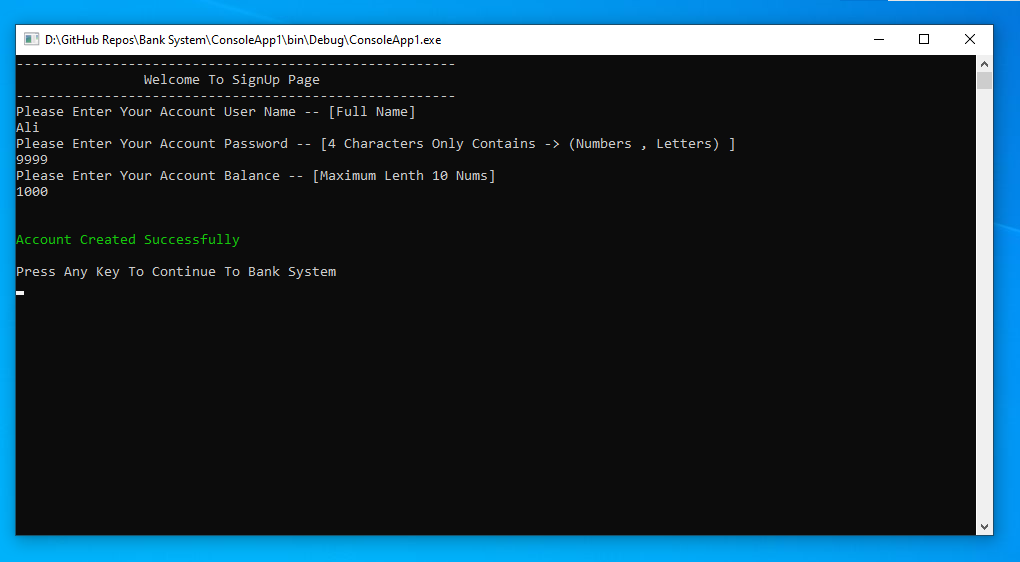 D:\GitHub Repos\Bank System\ConsoleApp1\bin\Debug\ConsoleApp1.exe
-------------------------------------------------------
Welcome To SignUp Page
-------------------------------------------------------
Please Enter Your Account User Name -- [Full Name]
Ali
Please Enter Your Account Password -- [4 Characters Only Contains -> (Numbers , Letters) ]
9999
Please Enter Your Account Balance -- [Maximum Lenth 10 Nums]
1000
Account Created Successfully
Press Any Key To Continue To Bank System